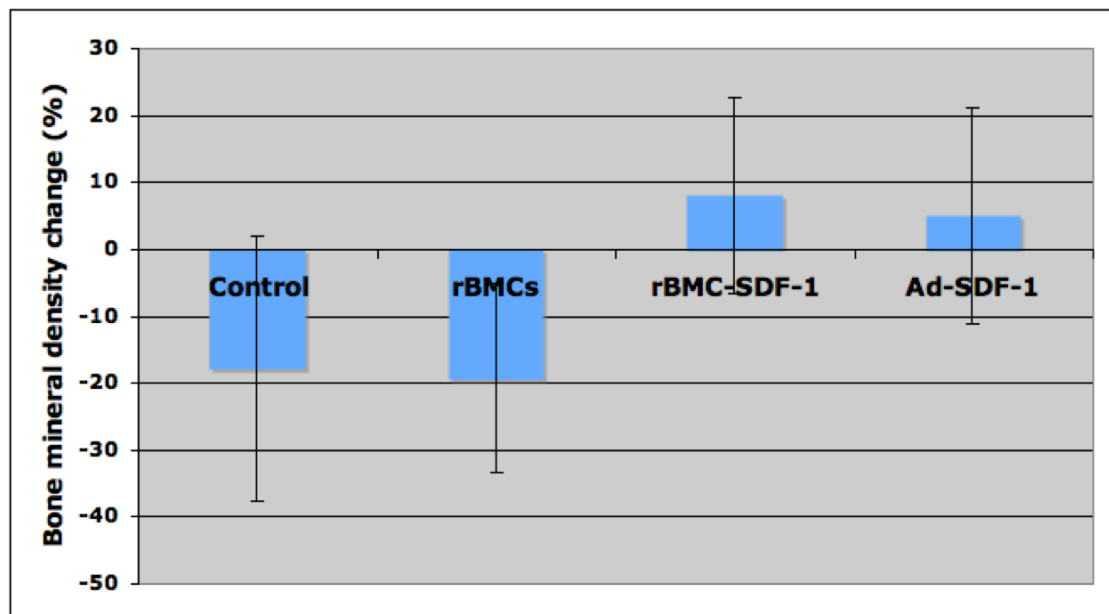 Bone mineral density change (%)
30
20
10
0
-10
-20
-30
-40
-50
Control
rBMCs
rBMC-SDF-1
Ad-SDF-1